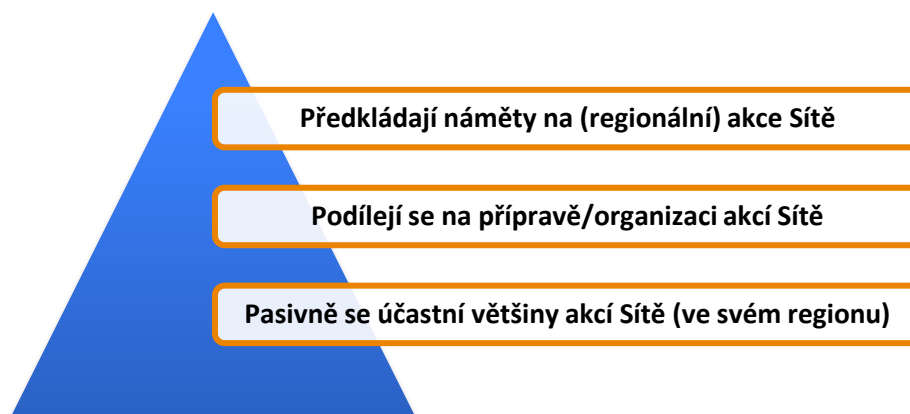 Předkládají náměty na (regionální) akce Sítě
Podílejí se na přípravě/organizaci akcí Sítě
Pasivně se účastní většiny akcí Sítě (ve svém regionu)